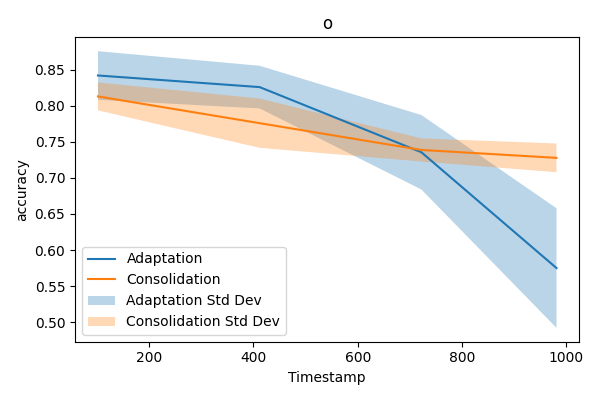 o
accuracy
0.85
0.80
0.75
0.70
0.65
0.60
0.55
0.50
Adaptation
Consolidation
Adaptation Std Dev
Consolidation Std Dev
200
400
600
800
1000
Timestamp